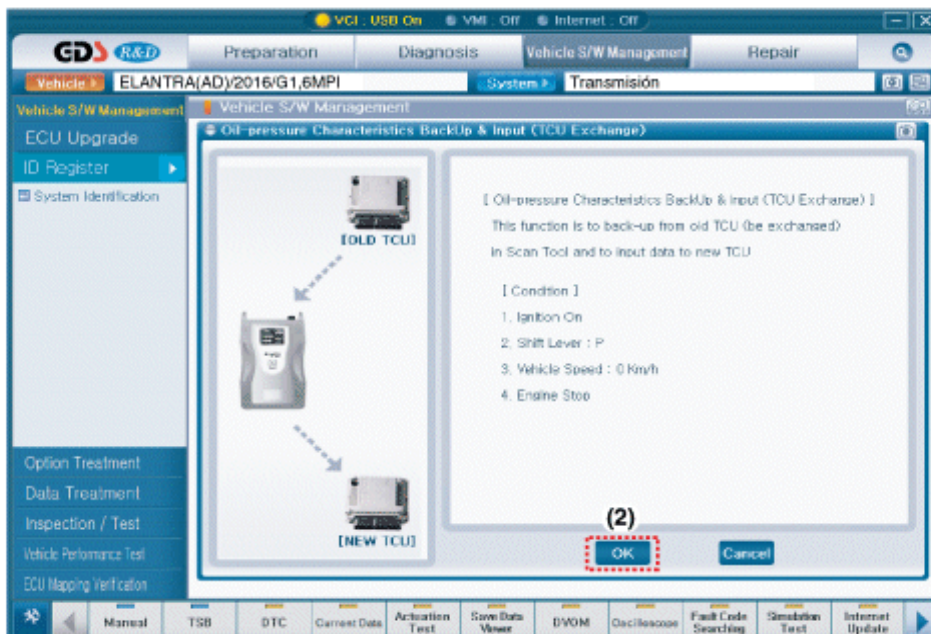 VCI : USB On VMI : Off Internet : Off
GDS R&D Preparation Diagnosis Vehicle S/W Management Repair
Vehicle ELANTRA(AD)/2016/G1,6MPI System Transmisión
Vehicle S/W Management
Vehicle S/W Management
ECU Upgrade
Oil-pressure Characteristics BackUp & Input (TCU Exchange)
ID Register
System Identification
[OLD TCU]
[ Oil-pressure Characteristics BackUp & Input (TCU Exchange) ]
This function is to back-up from old TCU (be exchansed)
in Scan Tool and to input data to new TCU
[ Condition ]
1. Ignition On
2. Shift Lever : P
3. Vehicle Speed : 0 Km/h
4. Engine Stop
Option Treatment
Data Treatment
Inspection / Test
Vehicle Performance Test
ECU Mapping Verification
[NEW TCU]
(2)
OK Cancel
Manual TSB DTC Current Data Actuation Test Save Data Viewer DVOM Oscilloscope Fault Code Searching Simulation Test Internet Update